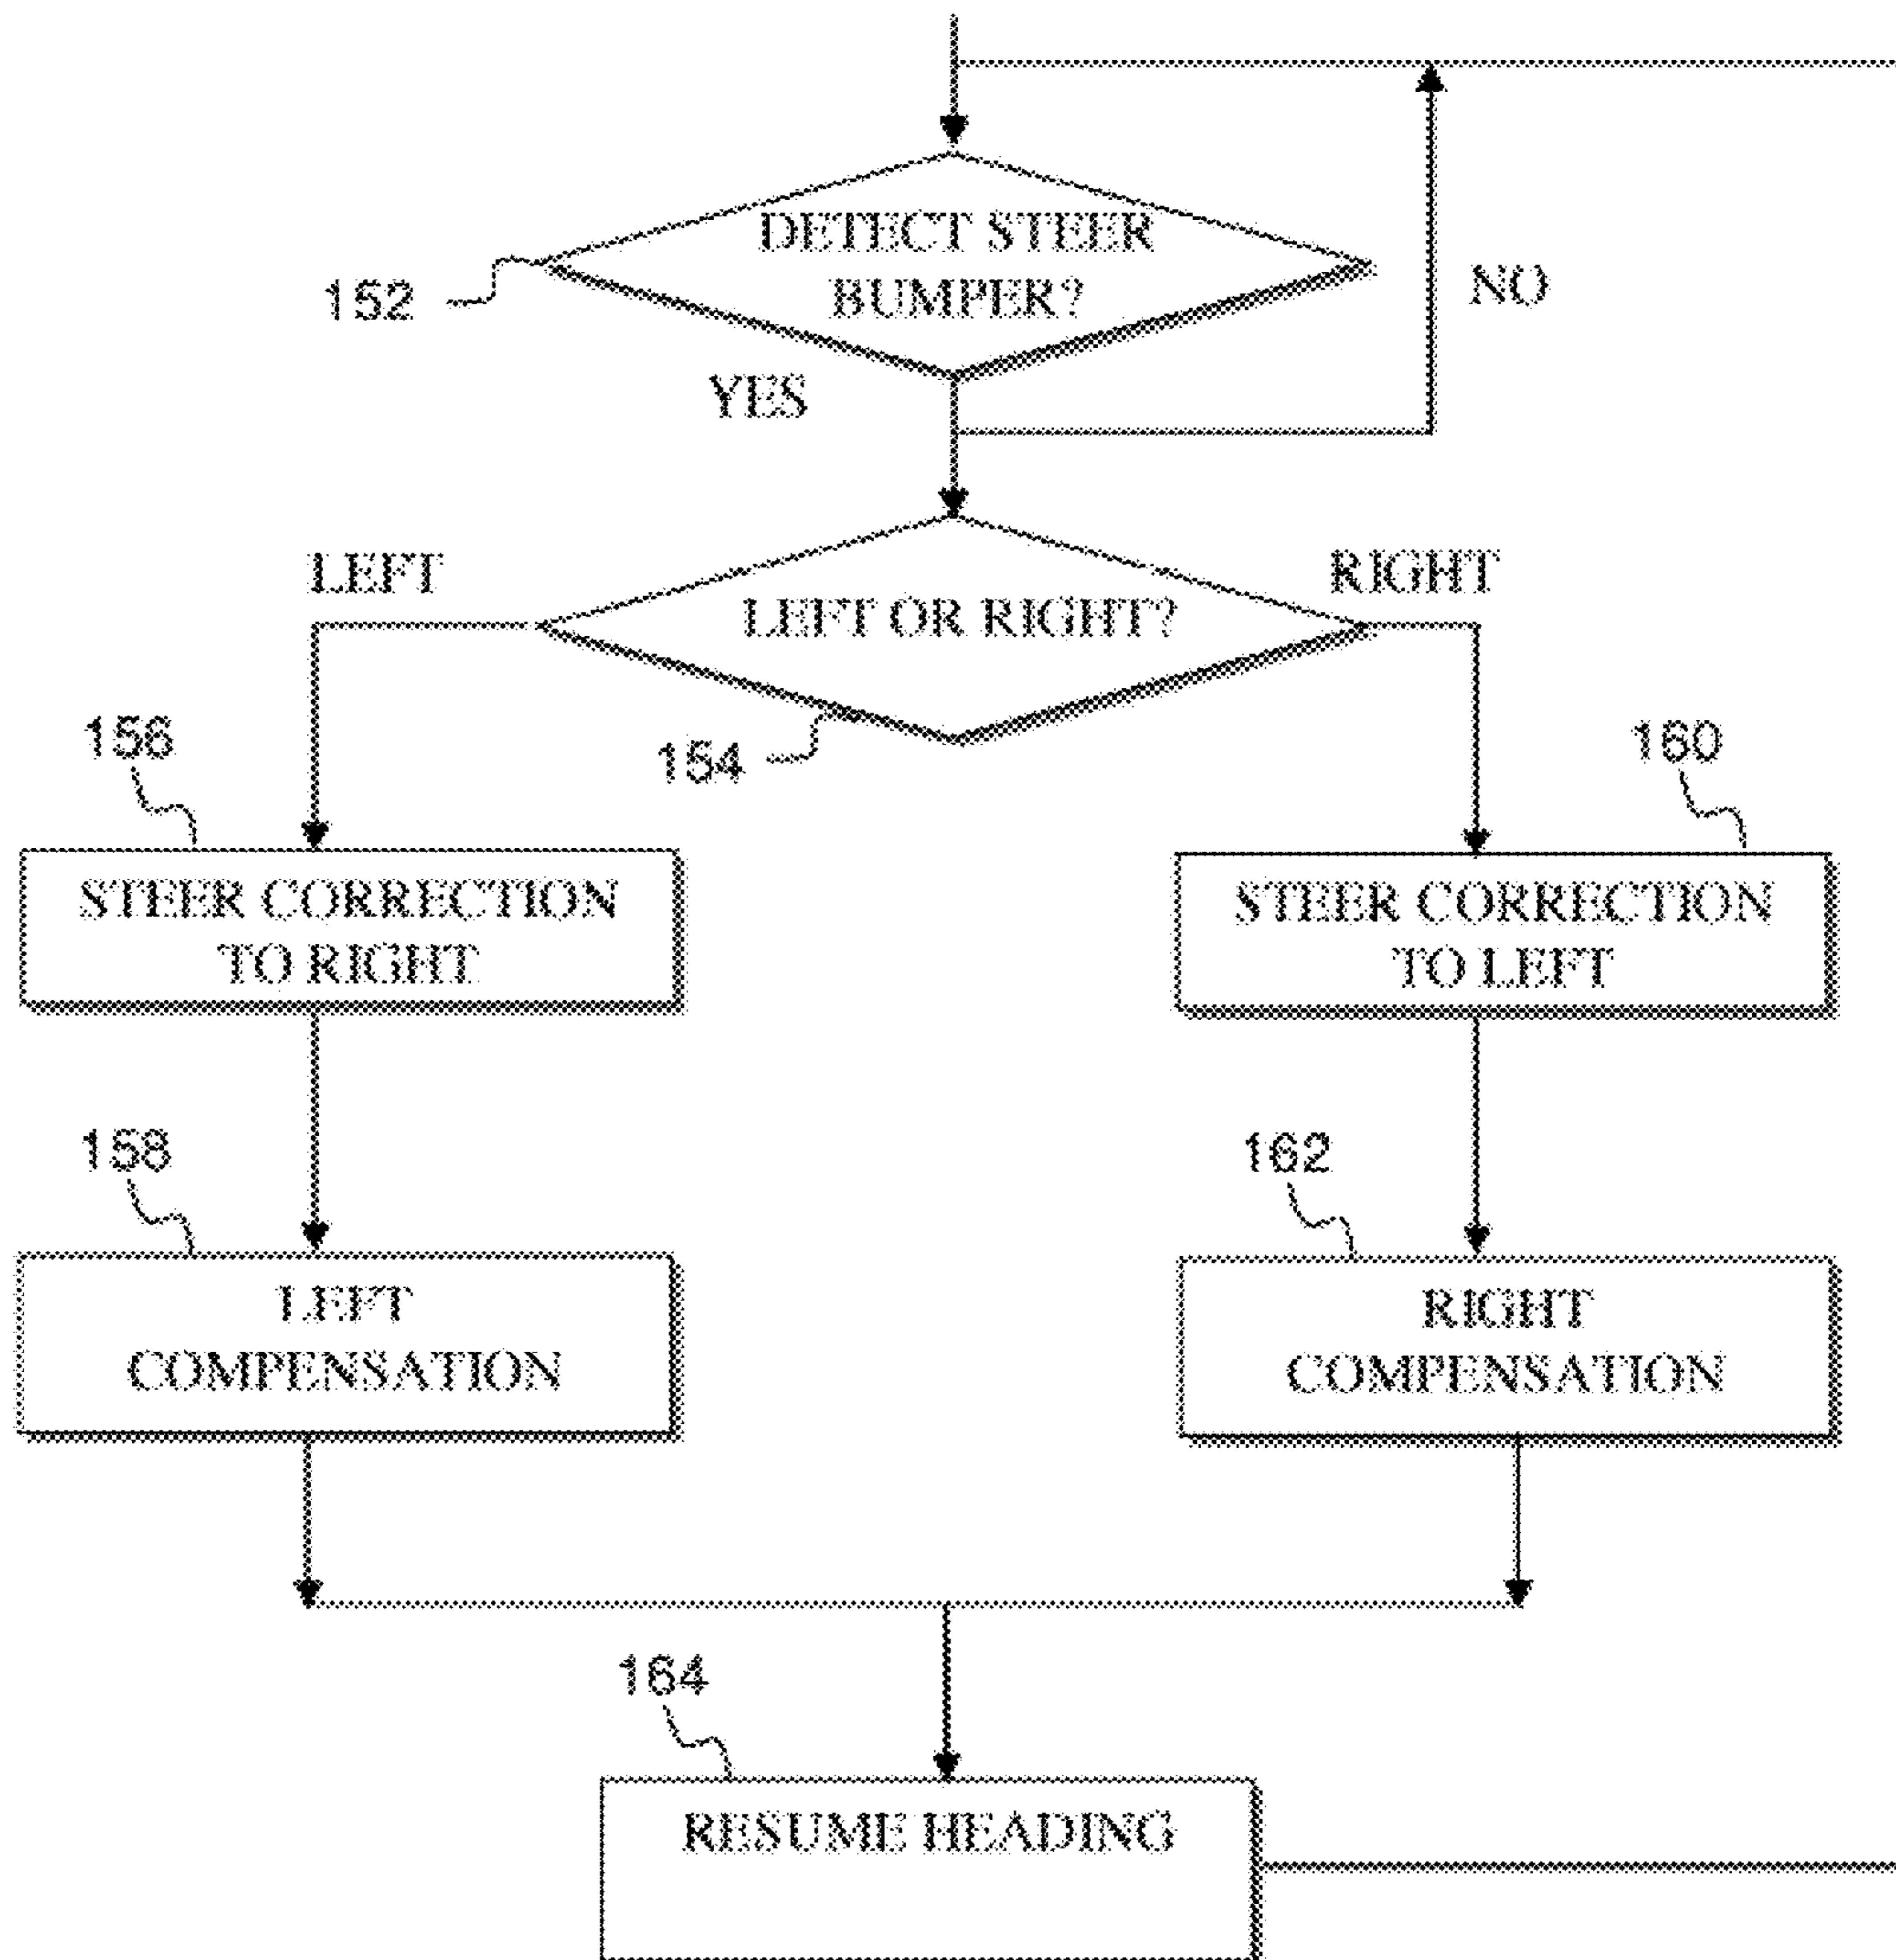 DETECT STEER
BUMPER?
152
NO
YES
LEFT
RIGHT
LEFT OR RIGHT?
154
156
160
STEER CORRECTION
TO RIGHT
STEER CORRECTION
TO LEFT
158
162
LEFT
COMPENSATION
RIGHT
COMPENSATION
164
RESUME HEADING